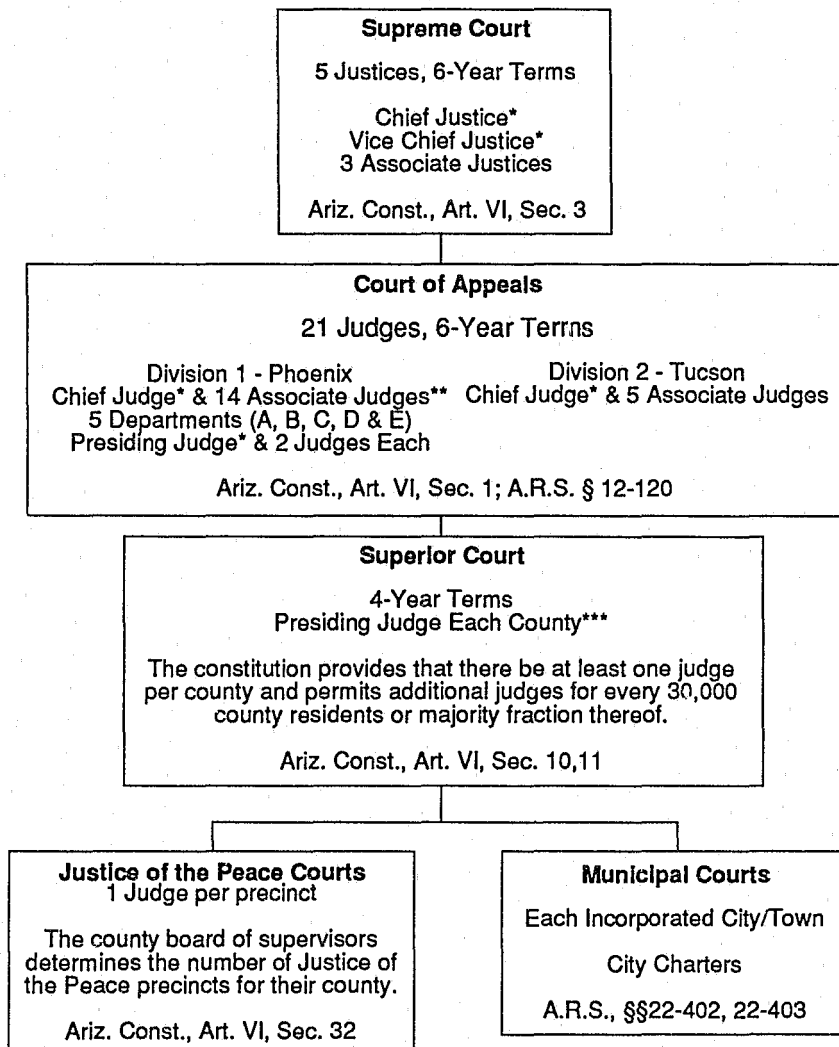 Supreme Court
5 Justices, 6-Year Terms
Chief Justice*
Vice Chief Justice*
3 Associate Justices
Ariz. Const., Art. VI, Sec. 3
Court of Appeals
21 Judges, 6-Year Terms
Division 1 - Phoenix
Chief Judge* & 14 Associate Judges**
5 Departments (A, B, C, D & E)
Presiding Judge* & 2 Judges Each
Division 2 - Tucson
Chief Judge* & 5 Associate Judges
Ariz. Const., Art. VI, Sec. 1; A.R.S. § 12-120
Superior Court
4-Year Terms
Presiding Judge Each County***
The constitution provides that there be at least one judge
per county and permits additional judges for every 30,000
county residents or majority fraction thereof.
Ariz. Const., Art. VI, Sec. 10,11
Justice of the Peace Courts
1 Judge per precinct
The county board of supervisors
determines the number of Justice of
the Peace precincts for their county.
Ariz. Const., Art. VI, Sec. 32
Municipal Courts
Each Incorporated City/Town
City Charters
A.R.S., §§22-402, 22-403